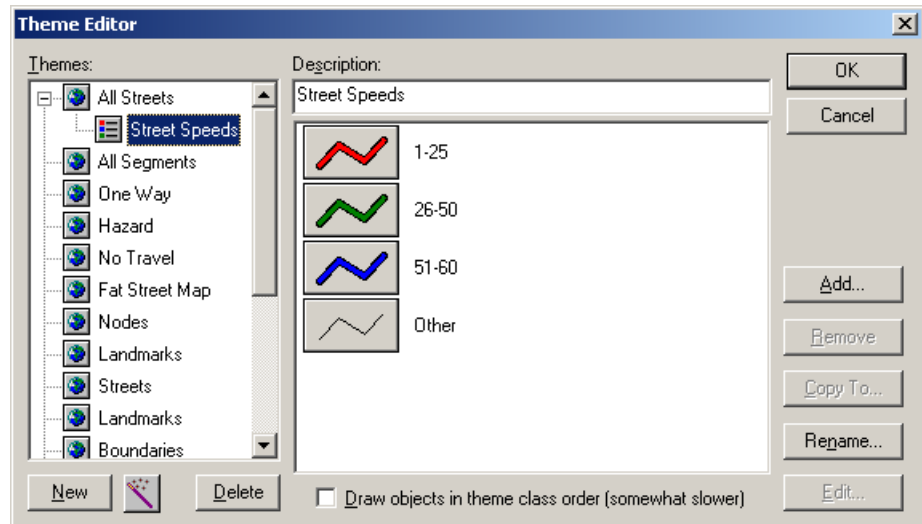 Theme Editor
Themes:
All Streets
Street Speeds
All Segments
One Way
Hazard
No Travel
Fat Street Map
Nodes
Landmarks
Streets
Landmarks
Boundaries
New
Delete
Description:
Street Speeds
1-25
26-50
51-60
Other
Draw objects in theme class order (somewhat slower)
OK
Cancel
Add...
Remove
Copy To...
Rename...
Edit...